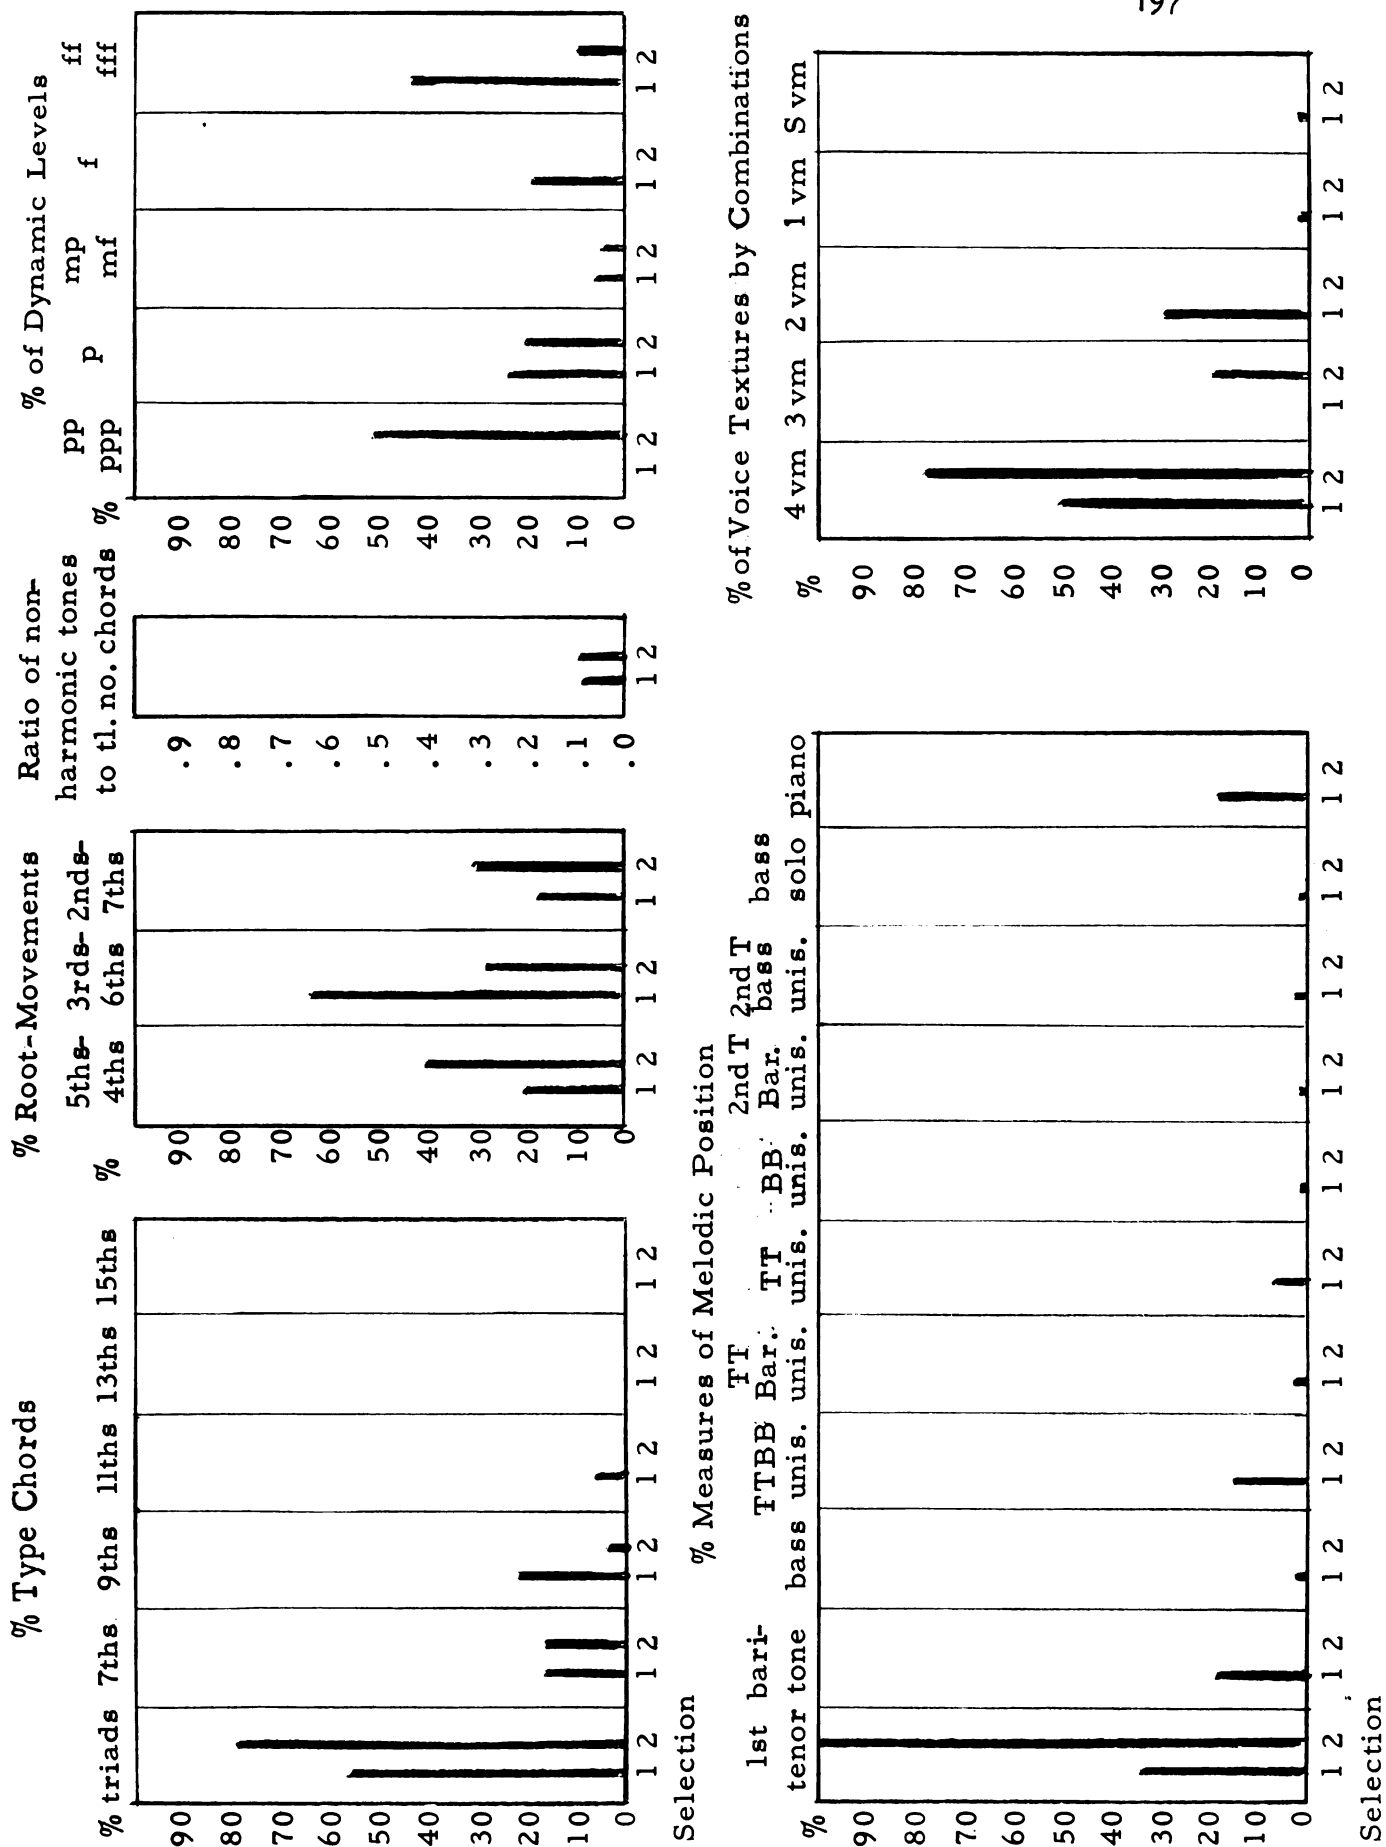 197
% Type Chords
% triads 7ths 9ths 11ths 13ths 15ths
90
80
70
60
50
40
30
20
10
0
1 2 1 2 1 2 1 2 1 2 1 2
Selection
% Root-Movements
5ths- 3rds- 2nds-
% 4ths 6ths 7ths
90
80
70
60
50
40
30
20
10
0
1 2 1 2 1 2
Ratio of non-
harmonic tones
to tl. no. chords
.9
.8
.7
.6
.5
.4
.3
.2
.1
.0
1 2
% of Dynamic Levels
pp p mp f ff
% ppp mf fff
90
80
70
60
50
40
30
20
10
0
1 2 1 2 1 2 1 2 1 2
% Measures of Melodic Position
1st bari- TT 2nd T 2nd T bass
TTBB Bar. TT BB Bar. bass
% tenor tone bass unis. unis. unis. unis. unis. unis. solo piano
90
80
70
60
50
40
30
20
10
0
1 2 1 2 1 2 1 2 1 2 1 2 1 2 1 2 1 2 1 2 1 2
Selection
% of Voice Textures by Combinations
% 4 vm 3 vm 2 vm 1 vm S vm
90
80
70
60
50
40
30
20
10
0
1 2 1 2 1 2 1 2 1 2